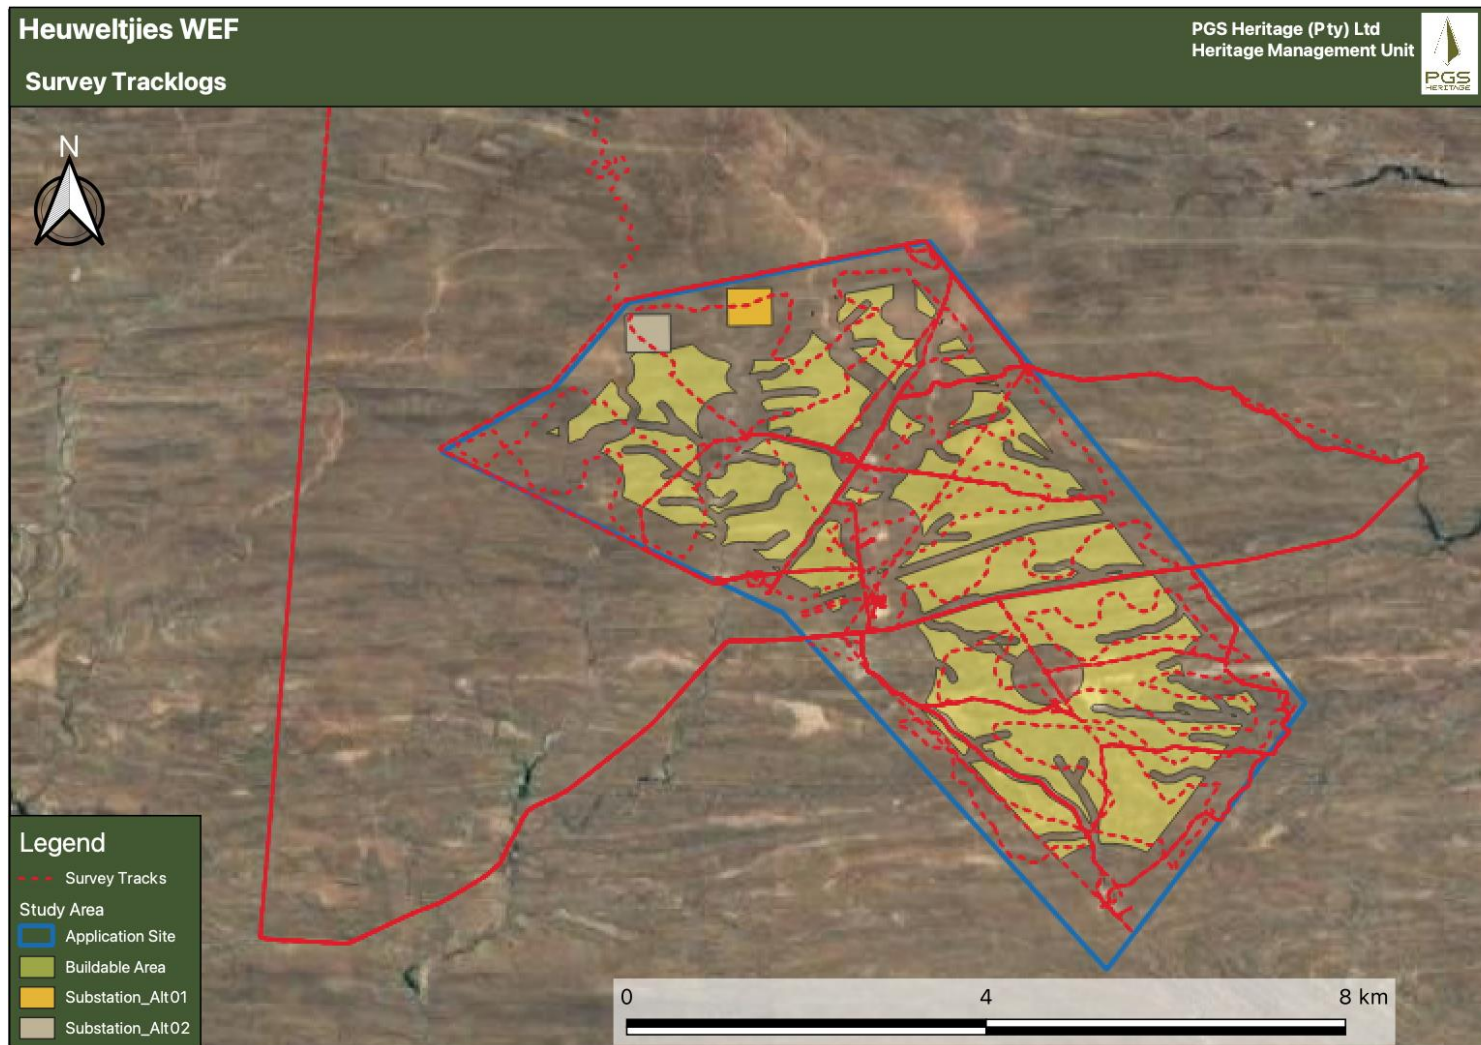 Heuweltjies WEF
Survey Tracklogs
PGS Heritage (Pty) Ltd
Heritage Management Unit
PGS
HERITAGE
N
Legend
Survey Tracks
Study Area
Application Site
Buildable Area
Substation_Alt01
Substation_Alt02
0 4 8 km